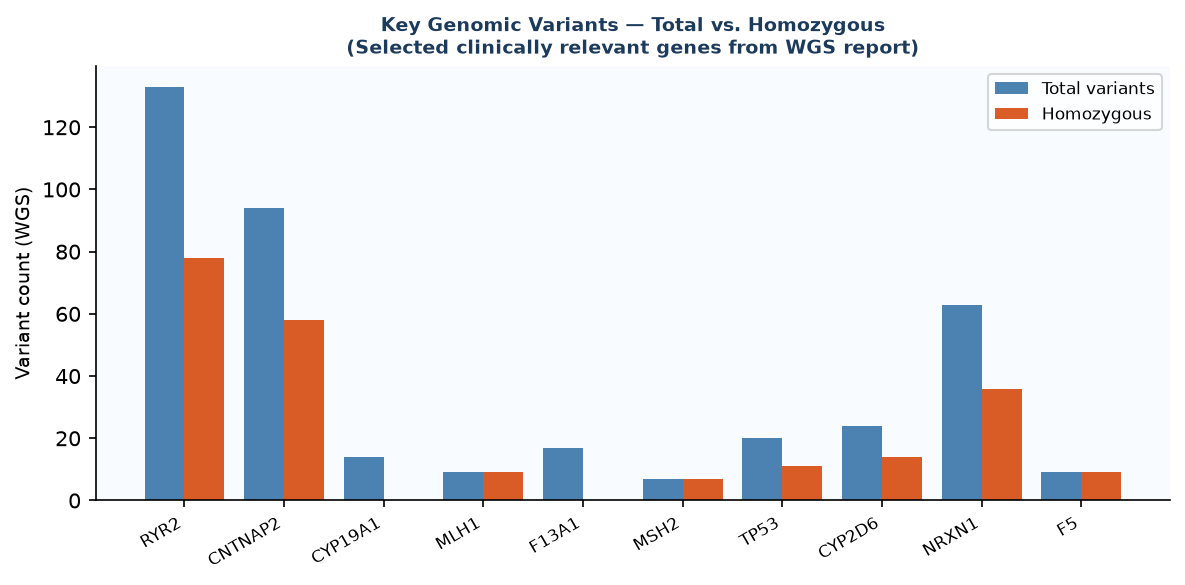 Key Genomic Variants — Total vs. Homozygous
(Selected clinically relevant genes from WGS report)
Total variants
Homozygous
Variant count (WGS)
120
100
80
60
40
20
0
RYR2
CNTNAP2
CYP19A1
MLH1
F13A1
MSH2
TP53
CYP2D6
NRXN1
F5